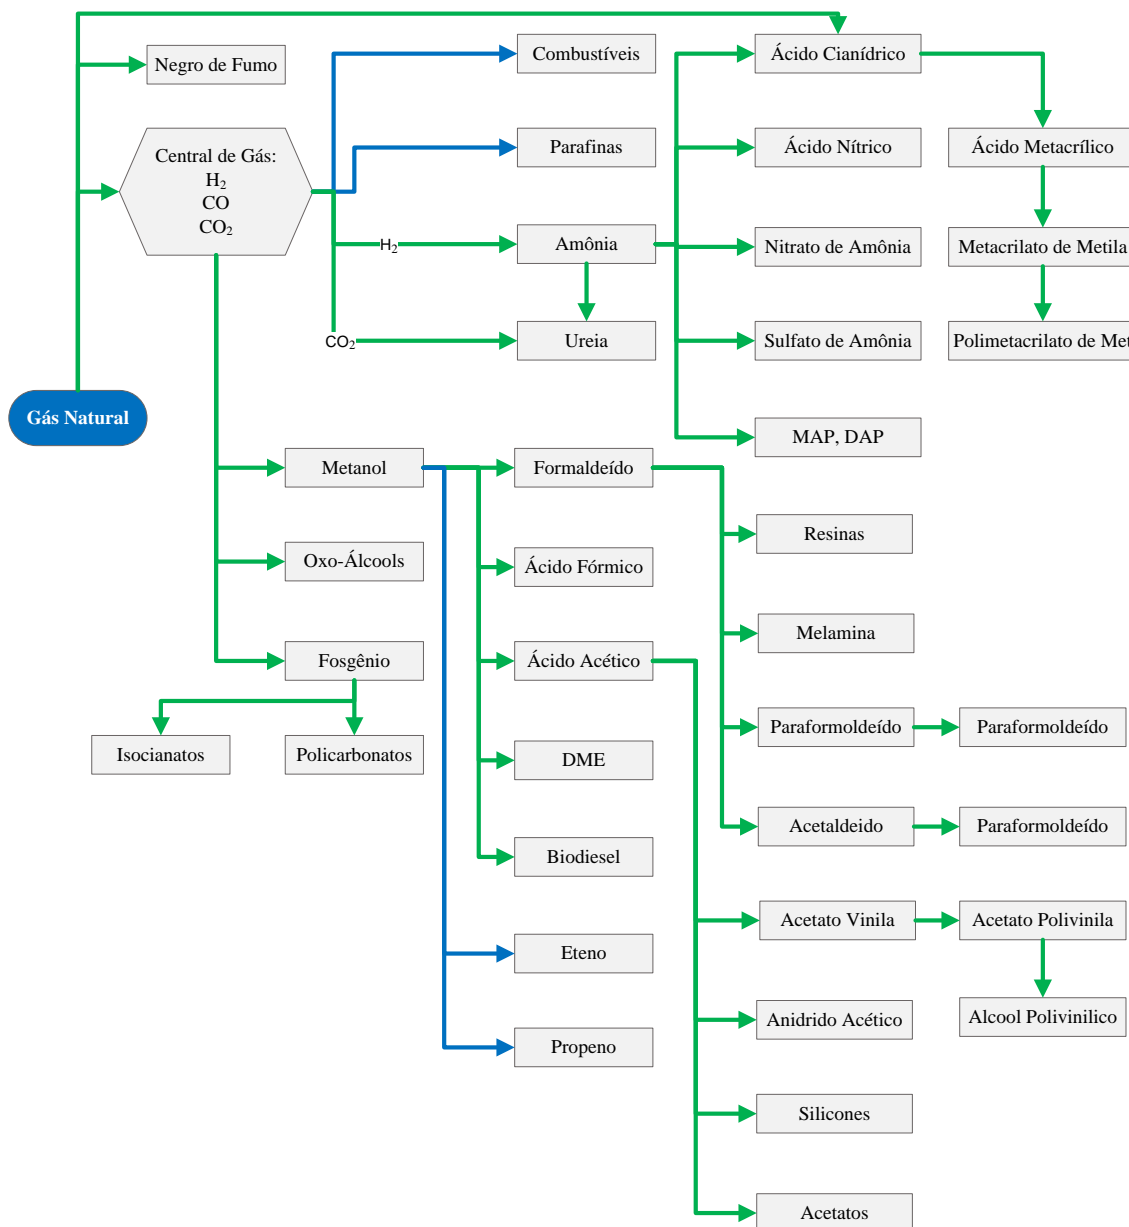 Negro de Fumo
Combustíveis
Ácido Cianídrico
Central de Gás:
H₂
CO
CO₂
Parafinas
Ácido Nítrico
Ácido Metacrílico
H₂
Amônia
Nitrato de Amônia
Metacrilato de Metila
CO₂
Ureia
Sulfato de Amônia
Polimetacrilato de Met
Gás Natural
MAP, DAP
Metanol
Formaldeído
Resinas
Oxo-Álcools
Ácido Fórmico
Melamina
Fosgênio
Ácido Acético
Paraformoldeído
Paraformoldeído
Isocianatos
Policarbonatos
DME
Acetaldeido
Paraformoldeído
Biodiesel
Acetato Vinila
Acetato Polivinila
Eteno
Anidrido Acético
Alcool Polivinilico
Propeno
Silicones
Acetatos